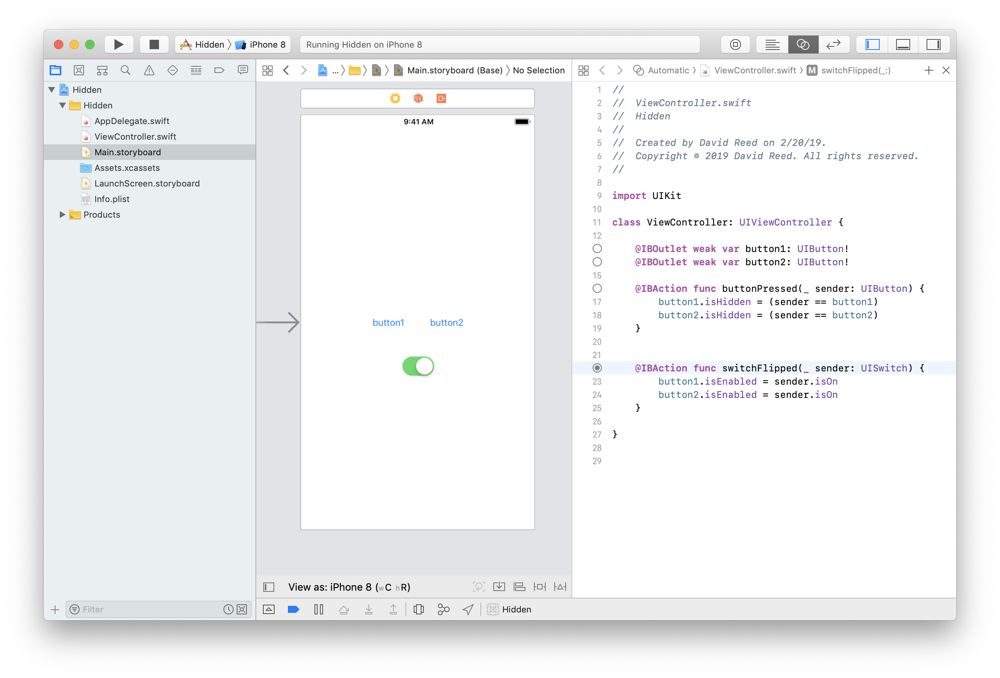 Hidden 〉 iPhone 8
Running Hidden on iPhone 8
... 〉 〉 〉 Main.storyboard (Base) 〉 No Selection
Automatic 〉 ViewController.swift 〉 M switchFlipped(_:)
Hidden
Hidden
AppDelegate.swift
ViewController.swift
Main.storyboard
Assets.xcassets
LaunchScreen.storyboard
Info.plist
Products
Filter
9:41 AM
button1 button2
View as: iPhone 8 (wC hR)
Hidden
1 //
2 //  ViewController.swift
3 //  Hidden
4 //
5 //  Created by David Reed on 2/20/19.
6 //  Copyright © 2019 David Reed. All rights reserved.
7 //
8
9 import UIKit
10
11 class ViewController: UIViewController {
12
@IBOutlet weak var button1: UIButton!
@IBOutlet weak var button2: UIButton!
15
@IBAction func buttonPressed(_ sender: UIButton) {
17 button1.isHidden = (sender == button1)
18 button2.isHidden = (sender == button2)
19 }
20
21
@IBAction func switchFlipped(_ sender: UISwitch) {
23 button1.isEnabled = sender.isOn
24 button2.isEnabled = sender.isOn
25 }
26
27 }
28
29